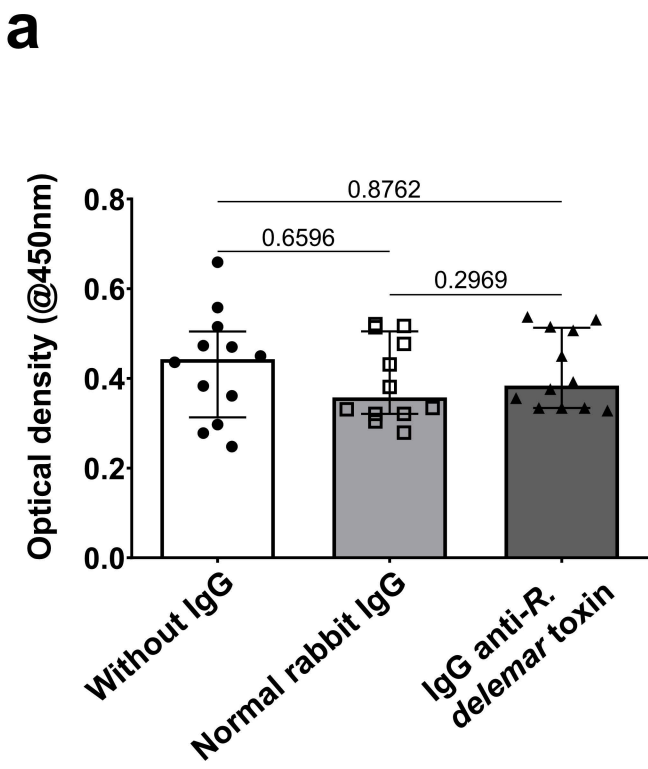 a
0.8762
0.6596
0.2969
Optical density (@450nm)
0.8
0.6
0.4
0.2
0.0
Without IgG
Normal rabbit IgG
IgG anti-R.
delemar toxin